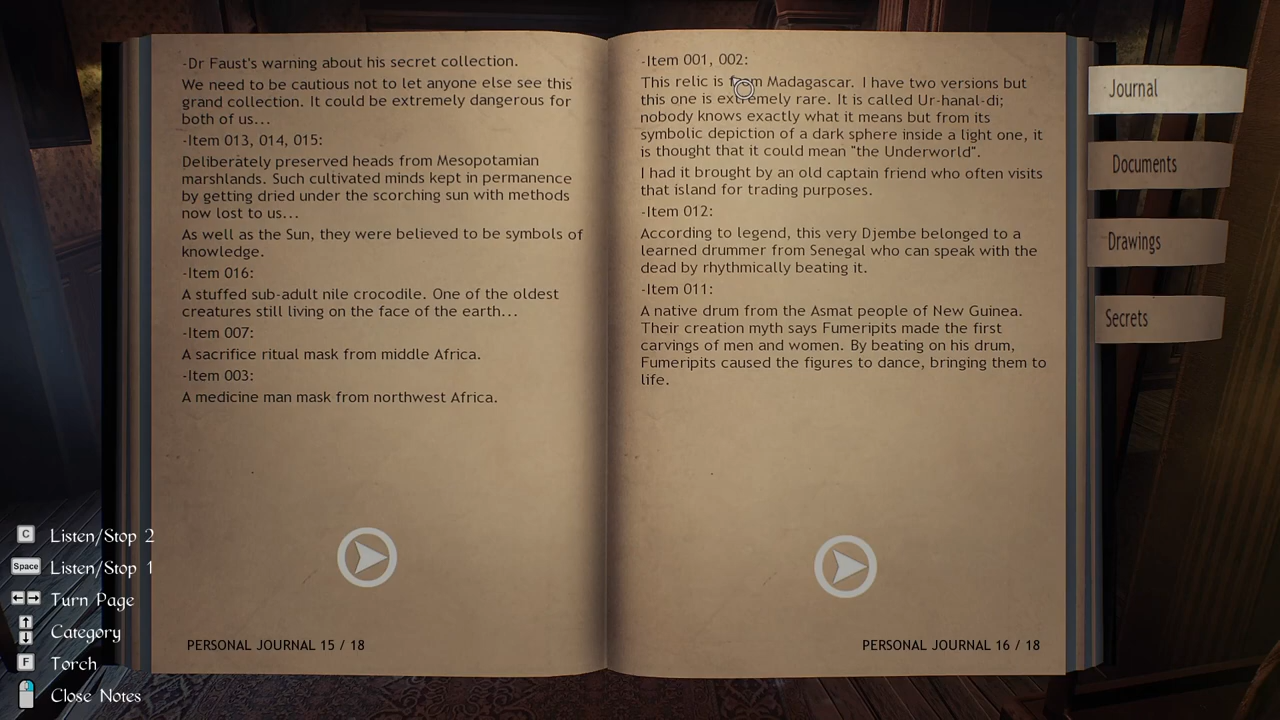 -Dr Faust's warning about his secret collection.
We need to be cautious not to let anyone else see this
grand collection. It could be extremely dangerous for
both of us...
-Item 013, 014, 015:
Deliberately preserved heads from Mesopotamian
marshlands. Such cultivated minds kept in permanence
by getting dried under the scorching sun with methods
now lost to us...
As well as the Sun, they were believed to be symbols of
knowledge.
-Item 016:
A stuffed sub-adult nile crocodile. One of the oldest
creatures still living on the face of the earth...
-Item 007:
A sacrifice ritual mask from middle Africa.
-Item 003:
A medicine man mask from northwest Africa.
PERSONAL JOURNAL 15 / 18
-Item 001, 002:
This relic is from Madagascar. I have two versions but
this one is extremely rare. It is called Ur-hanal-di;
nobody knows exactly what it means but from its
symbolic depiction of a dark sphere inside a light one, it
is thought that it could mean "the Underworld".
I had it brought by an old captain friend who often visits
that island for trading purposes.
-Item 012:
According to legend, this very Djembe belonged to a
learned drummer from Senegal who can speak with the
dead by rhythmically beating it.
-Item 011:
A native drum from the Asmat people of New Guinea.
Their creation myth says Fumeripits made the first
carvings of men and women. By beating on his drum,
Fumeripits caused the figures to dance, bringing them to
life.
PERSONAL JOURNAL 16 / 18
Journal
Documents
Drawings
Secrets
C Listen/Stop 2
Space Listen/Stop 1
Turn Page
Category
F Torch
Close Notes